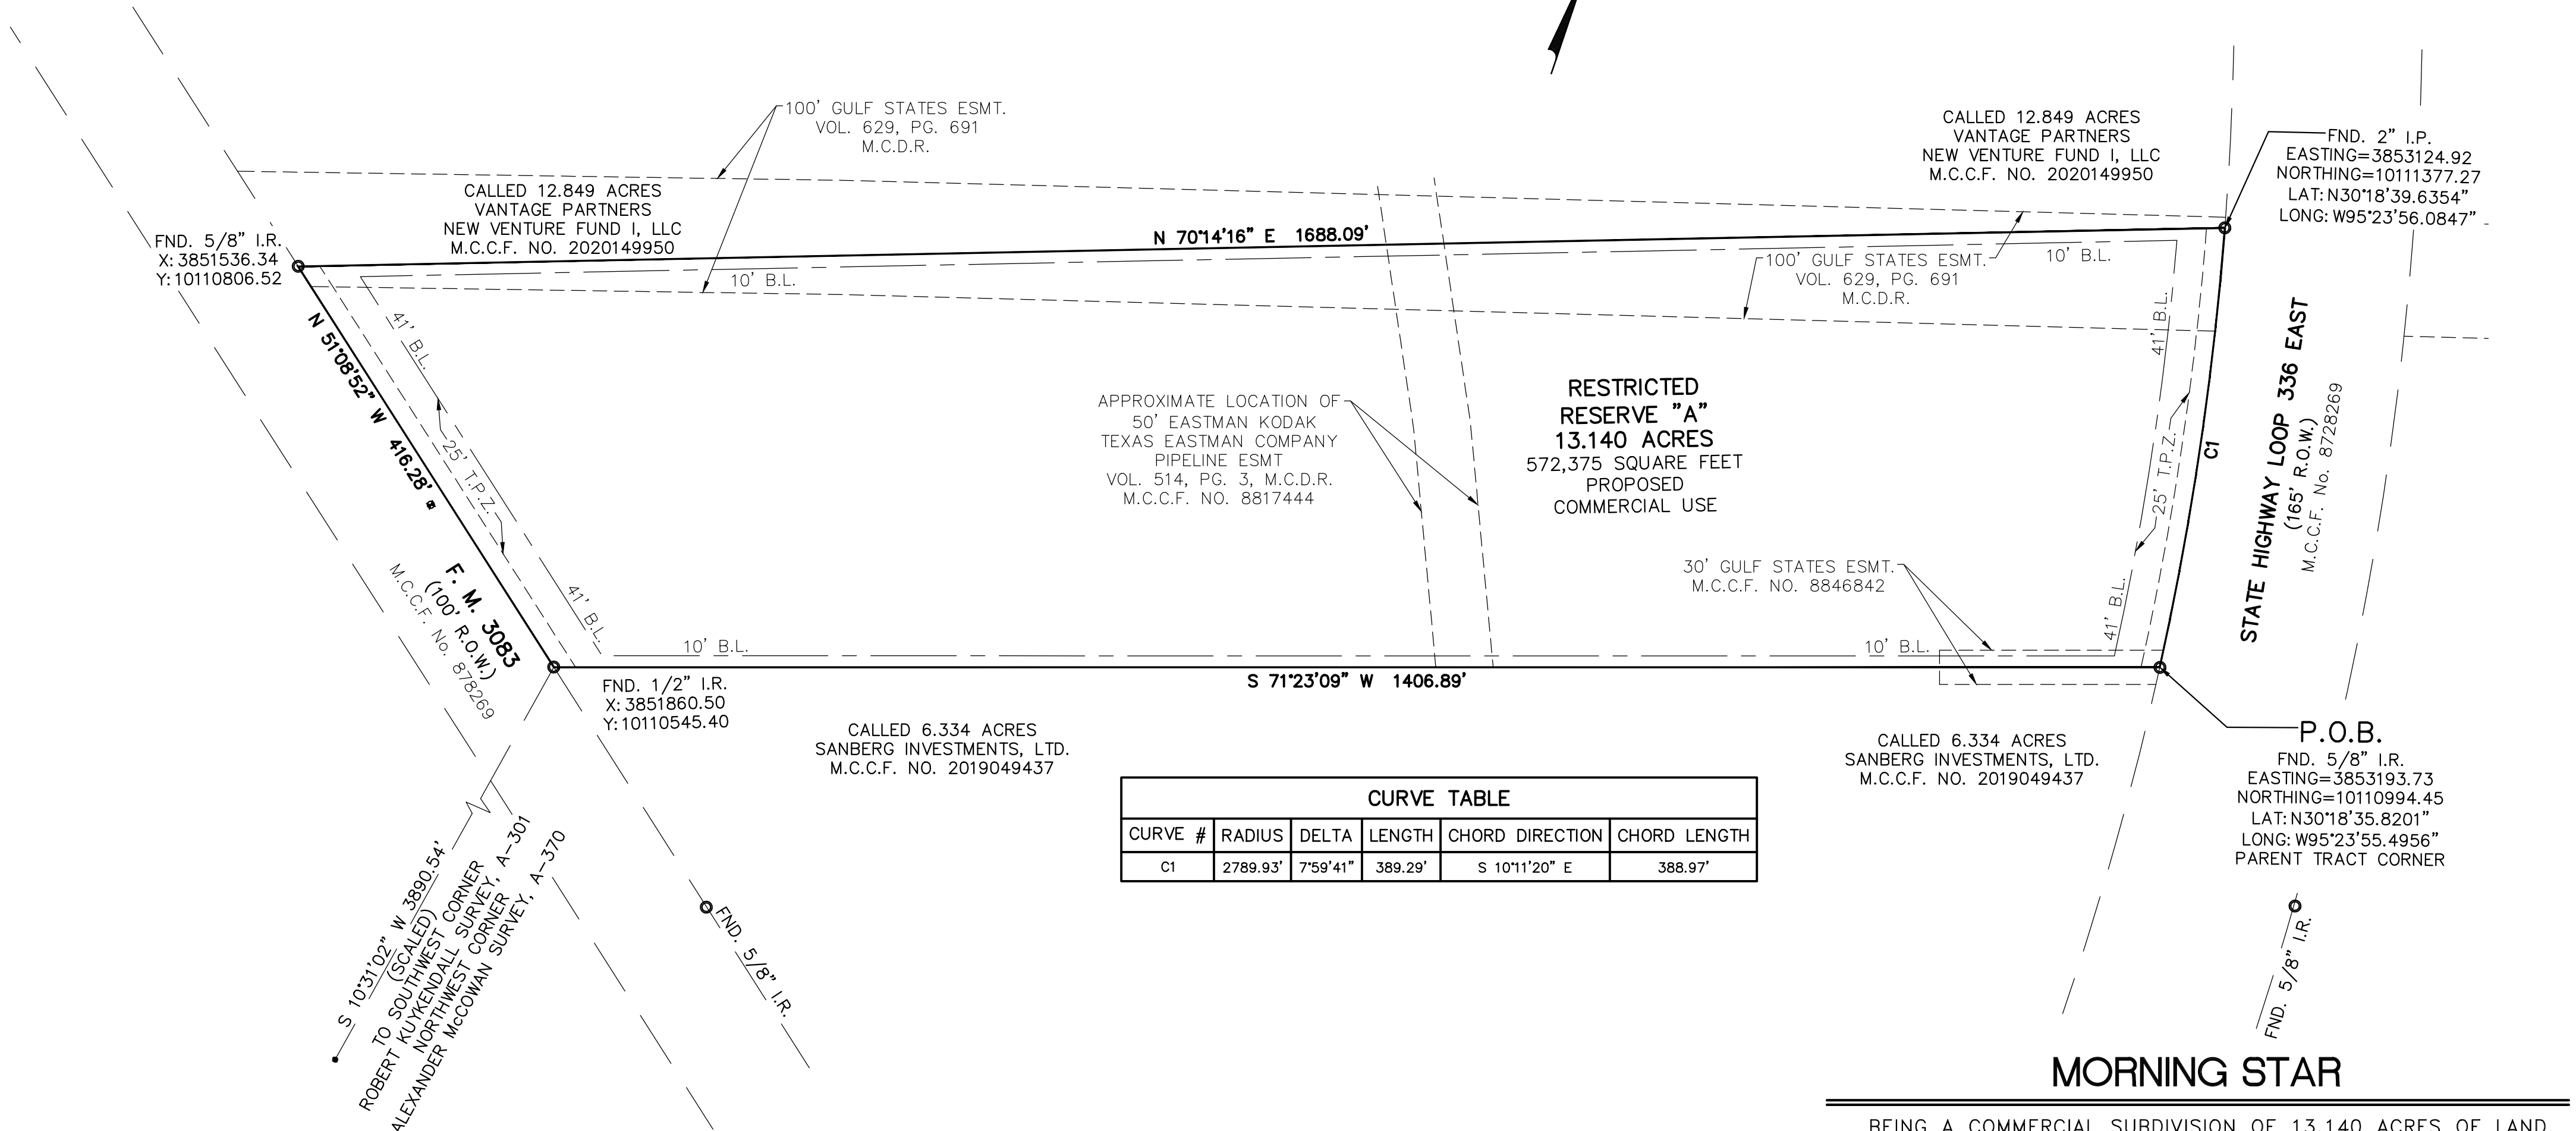 100' GULF STATES ESMT.
VOL. 629, PG. 691
M.C.D.R.
CALLED 12.849 ACRES
VANTAGE PARTNERS
NEW VENTURE FUND I, LLC
M.C.C.F. NO. 2020149950
FND. 2" I.P.
EASTING=3853124.92
NORTHING=10111377.27
LAT: N30°18'39.6354"
LONG: W95°23'56.0847"
CALLED 12.849 ACRES
VANTAGE PARTNERS
NEW VENTURE FUND I, LLC
M.C.C.F. NO. 2020149950
FND. 5/8" I.R.
X: 3851536.34
Y: 10110806.52
N 70°14'16" E 1688.09'
10' B.L.
10' B.L.
100' GULF STATES ESMT.
VOL. 629, PG. 691
M.C.D.R.
41' B.L.
41' B.L.
N 51°08'52" W 416.28'
25' T.P.Z.
APPROXIMATE LOCATION OF
50' EASTMAN KODAK
TEXAS EASTMAN COMPANY
PIPELINE ESMT
VOL. 514, PG. 3, M.C.D.R.
M.C.C.F. NO. 8817444
RESTRICTED
RESERVE "A"
13.140 ACRES
572,375 SQUARE FEET
PROPOSED
COMMERCIAL USE
25' T.P.Z.
C1
STATE HIGHWAY LOOP 336 EAST
(165' R.O.W.)
M.C.C.F. No. 8728269
30' GULF STATES ESMT.
M.C.C.F. NO. 8846842
F. M. 3083
(100' R.O.W.)
M.C.C.F. No. 878269
41' B.L.
41' B.L.
10' B.L.
10' B.L.
S 71°23'09" W 1406.89'
FND. 1/2" I.R.
X: 3851860.50
Y: 10110545.40
CALLED 6.334 ACRES
SANBERG INVESTMENTS, LTD.
M.C.C.F. NO. 2019049437
CALLED 6.334 ACRES
SANBERG INVESTMENTS, LTD.
M.C.C.F. NO. 2019049437
P.O.B.
FND. 5/8" I.R.
EASTING=3853193.73
NORTHING=10110994.45
LAT: N30°18'35.8201"
LONG: W95°23'55.4956"
PARENT TRACT CORNER
CURVE TABLE
CURVE # RADIUS DELTA LENGTH CHORD DIRECTION CHORD LENGTH
C1 2789.93' 7°59'41" 389.29' S 10°11'20" E 388.97'
S 10°31'02" W 3890.54'
(SCALED)
TO SOUTHWEST CORNER
ROBERT KUYKENDALL SURVEY, A-301
NORTHWEST CORNER
ALEXANDER McCOWAN SURVEY, A-370
FND. 5/8" I.R.
FND. 5/8" I.R.
MORNING STAR
BEING A COMMERCIAL SUBDIVISION OF 13.140 ACRES OF LAND